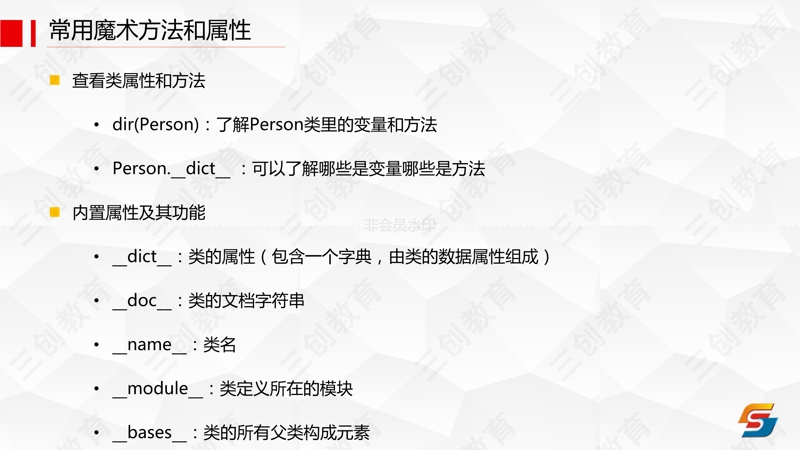 常用魔术方法和属性
查看类属性和方法
• dir(Person)：了解Person类里的变量和方法
• Person.__dict__ ：可以了解哪些是变量哪些是方法
内置属性及其功能
非会员水印
• __dict__：类的属性（包含一个字典，由类的数据属性组成）
• __doc__：类的文档字符串
• __name__：类名
• __module__：类定义所在的模块
• __bases__：类的所有父类构成元素
三创教育